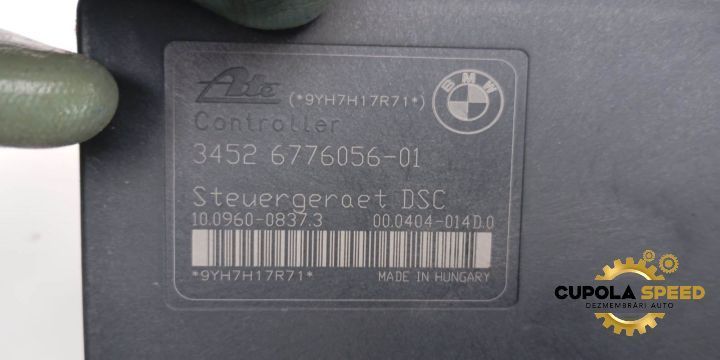 Ate (*9YH7H17R71*) BMW
Controller
3452 6776056-01
Steuergeraet DSC
10.0960-0837.3 00.0404-014D.0
*9YH7H17R71* MADE IN HUNGARY
CUPOLA SPEED
DEZMEMBRĂRI AUTO